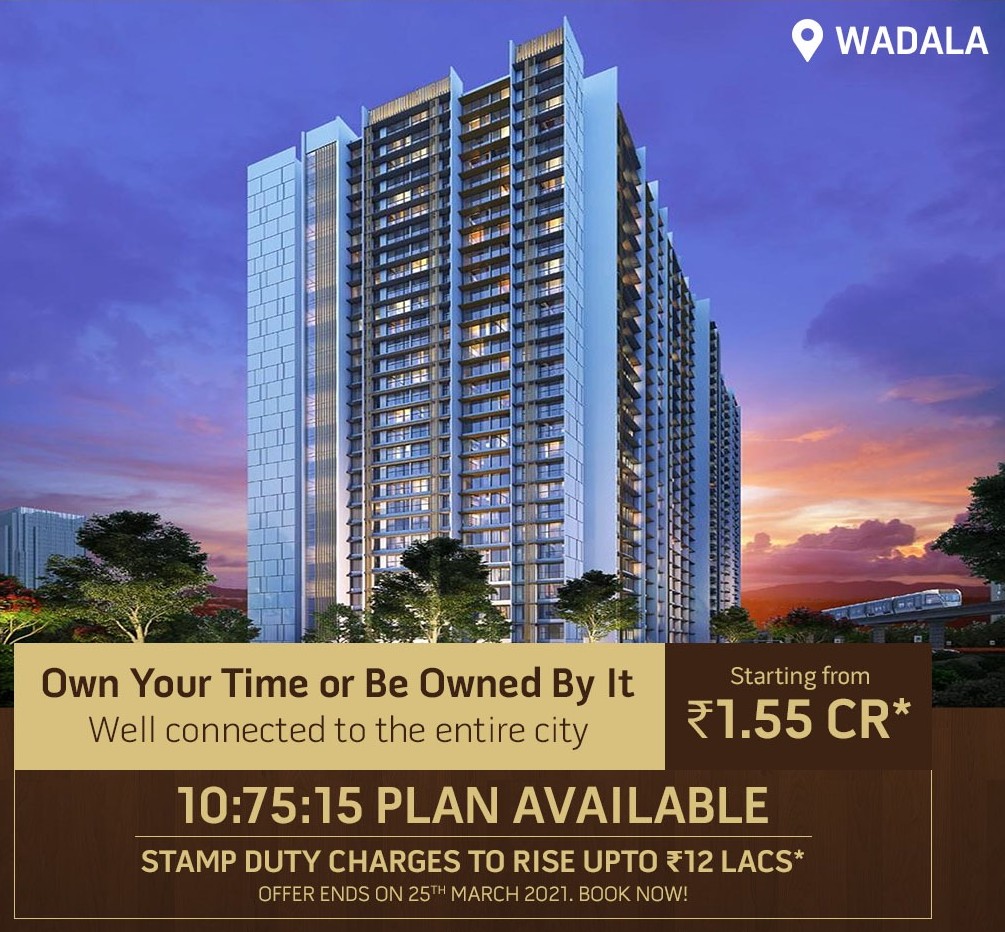 WADALA
Own Your Time or Be Owned By It
Well connected to the entire city
Starting from
₹1.55 CR*
10:75:15 PLAN AVAILABLE
STAMP DUTY CHARGES TO RISE UPTO ₹12 LACS*
OFFER ENDS ON 25TH MARCH 2021. BOOK NOW!